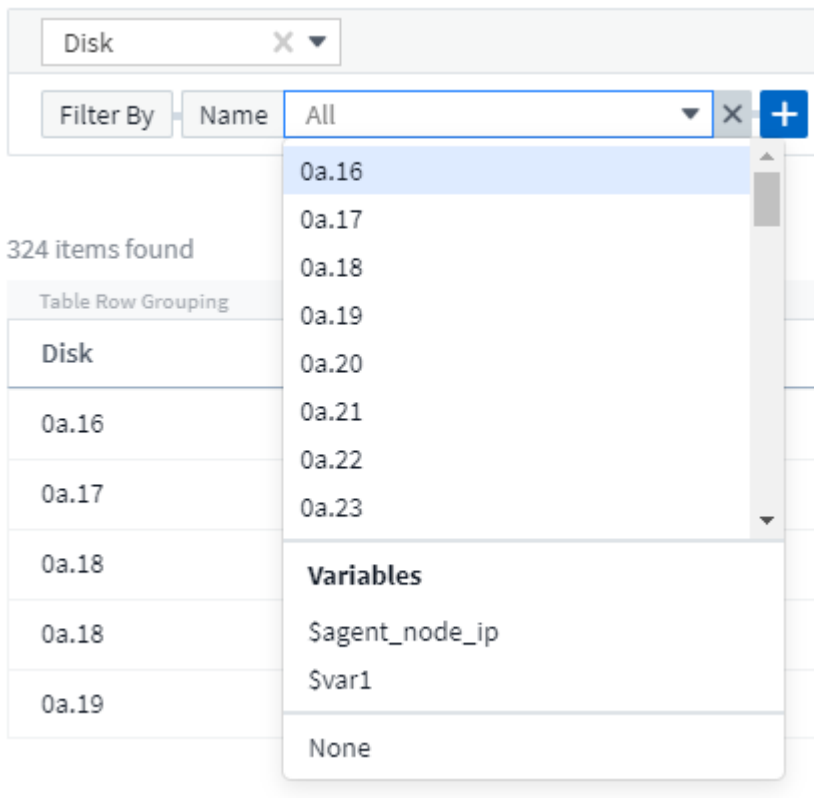 Disk
Filter By Name All
0a.16
0a.17
0a.18
0a.19
0a.20
0a.21
0a.22
0a.23
Variables
$agent_node_ip
$var1
None
324 items found
Table Row Grouping
Disk
0a.16
0a.17
0a.18
0a.18
0a.19